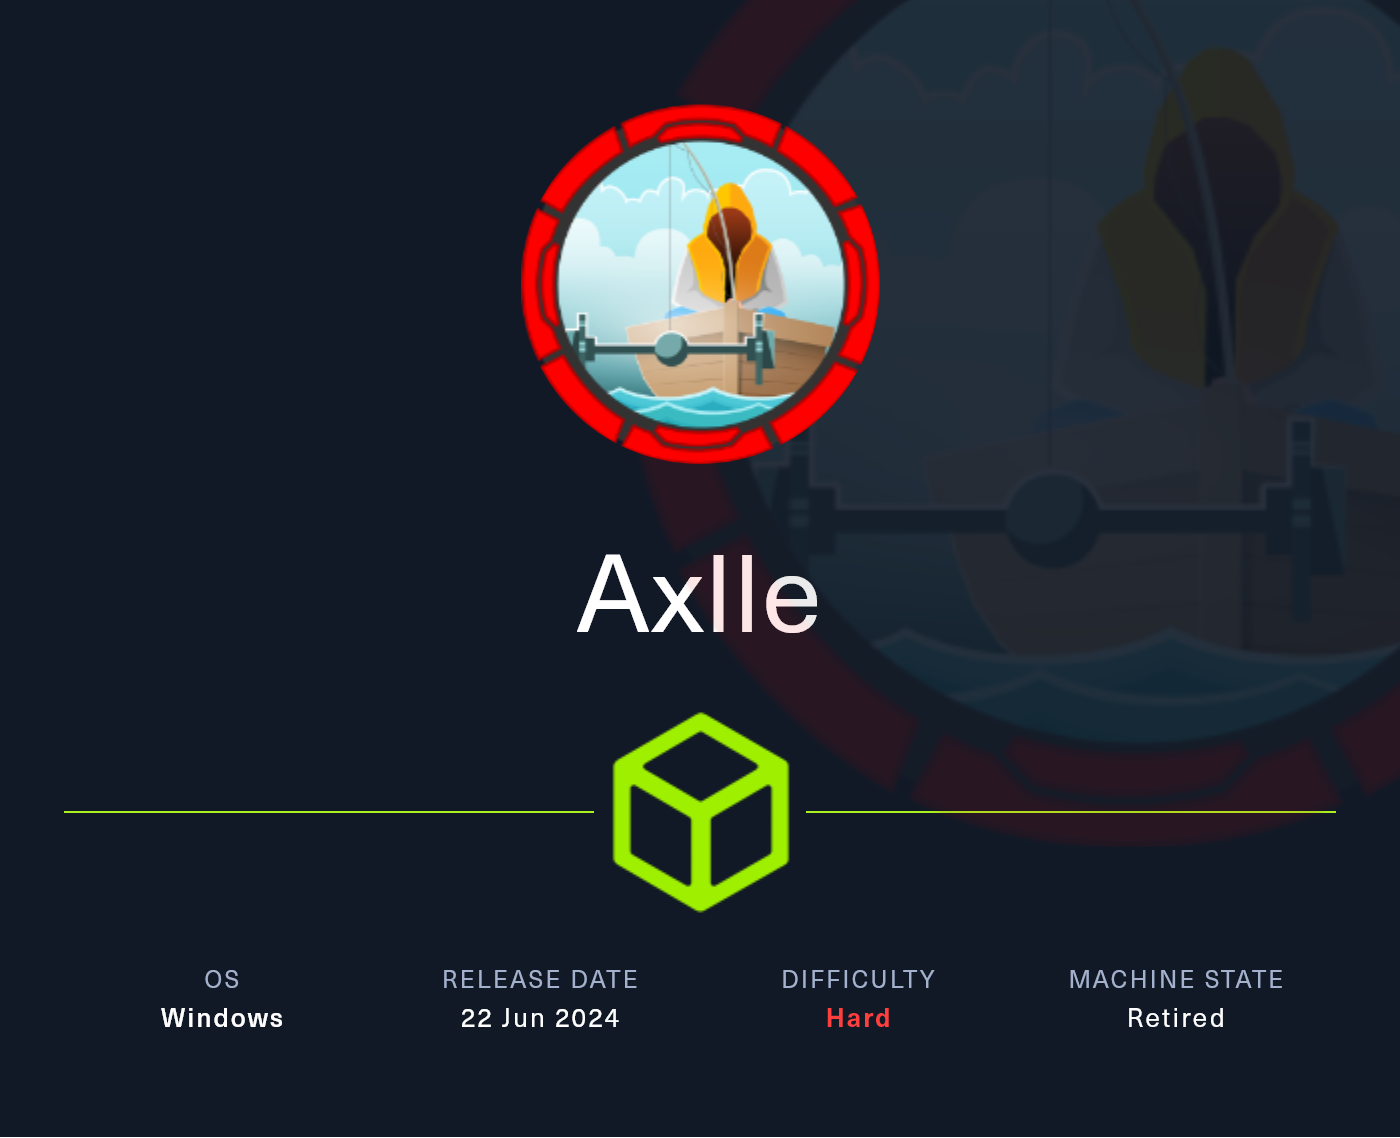 Axlle
OS
Windows
RELEASE DATE
22 Jun 2024
DIFFICULTY
Hard
MACHINE STATE
Retired